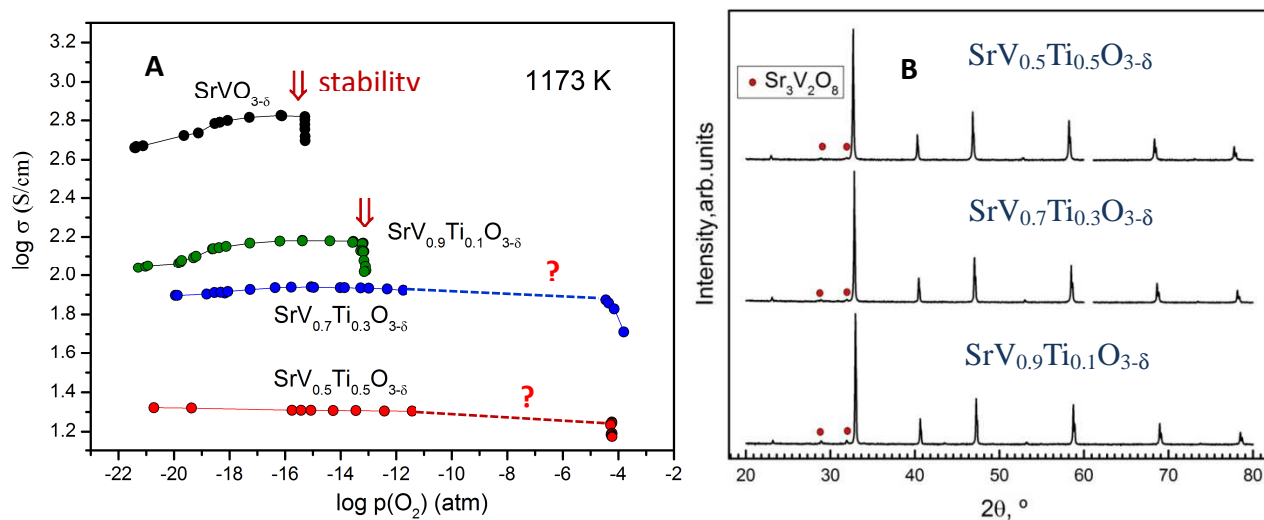 A
SrVO3-δ
stability
1173 K
SrV0.9Ti0.1O3-δ
?
SrV0.7Ti0.3O3-δ
SrV0.5Ti0.5O3-δ
?
log σ (S/cm)
3.2
3.0
2.8
2.6
2.4
2.2
2.0
1.8
1.6
1.4
1.2
-22 -20 -18 -16 -14 -12 -10 -8 -6 -4 -2
log p(O2) (atm)
B
Sr3V2O8
SrV0.5Ti0.5O3-δ
SrV0.7Ti0.3O3-δ
SrV0.9Ti0.1O3-δ
Intensity,arb.units
20 30 40 50 60 70 80
2θ, º